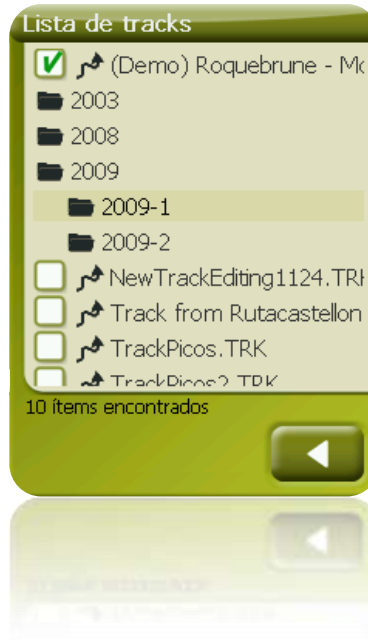 Lista de tracks
(Demo) Roquebrune - Mo
2003
2008
2009
2009-1
2009-2
NewTrackEditing1124.TRK
Track from Rutacastellon
TrackPicos.TRK
TrackPicos2.TRK
10 ítems encontrados